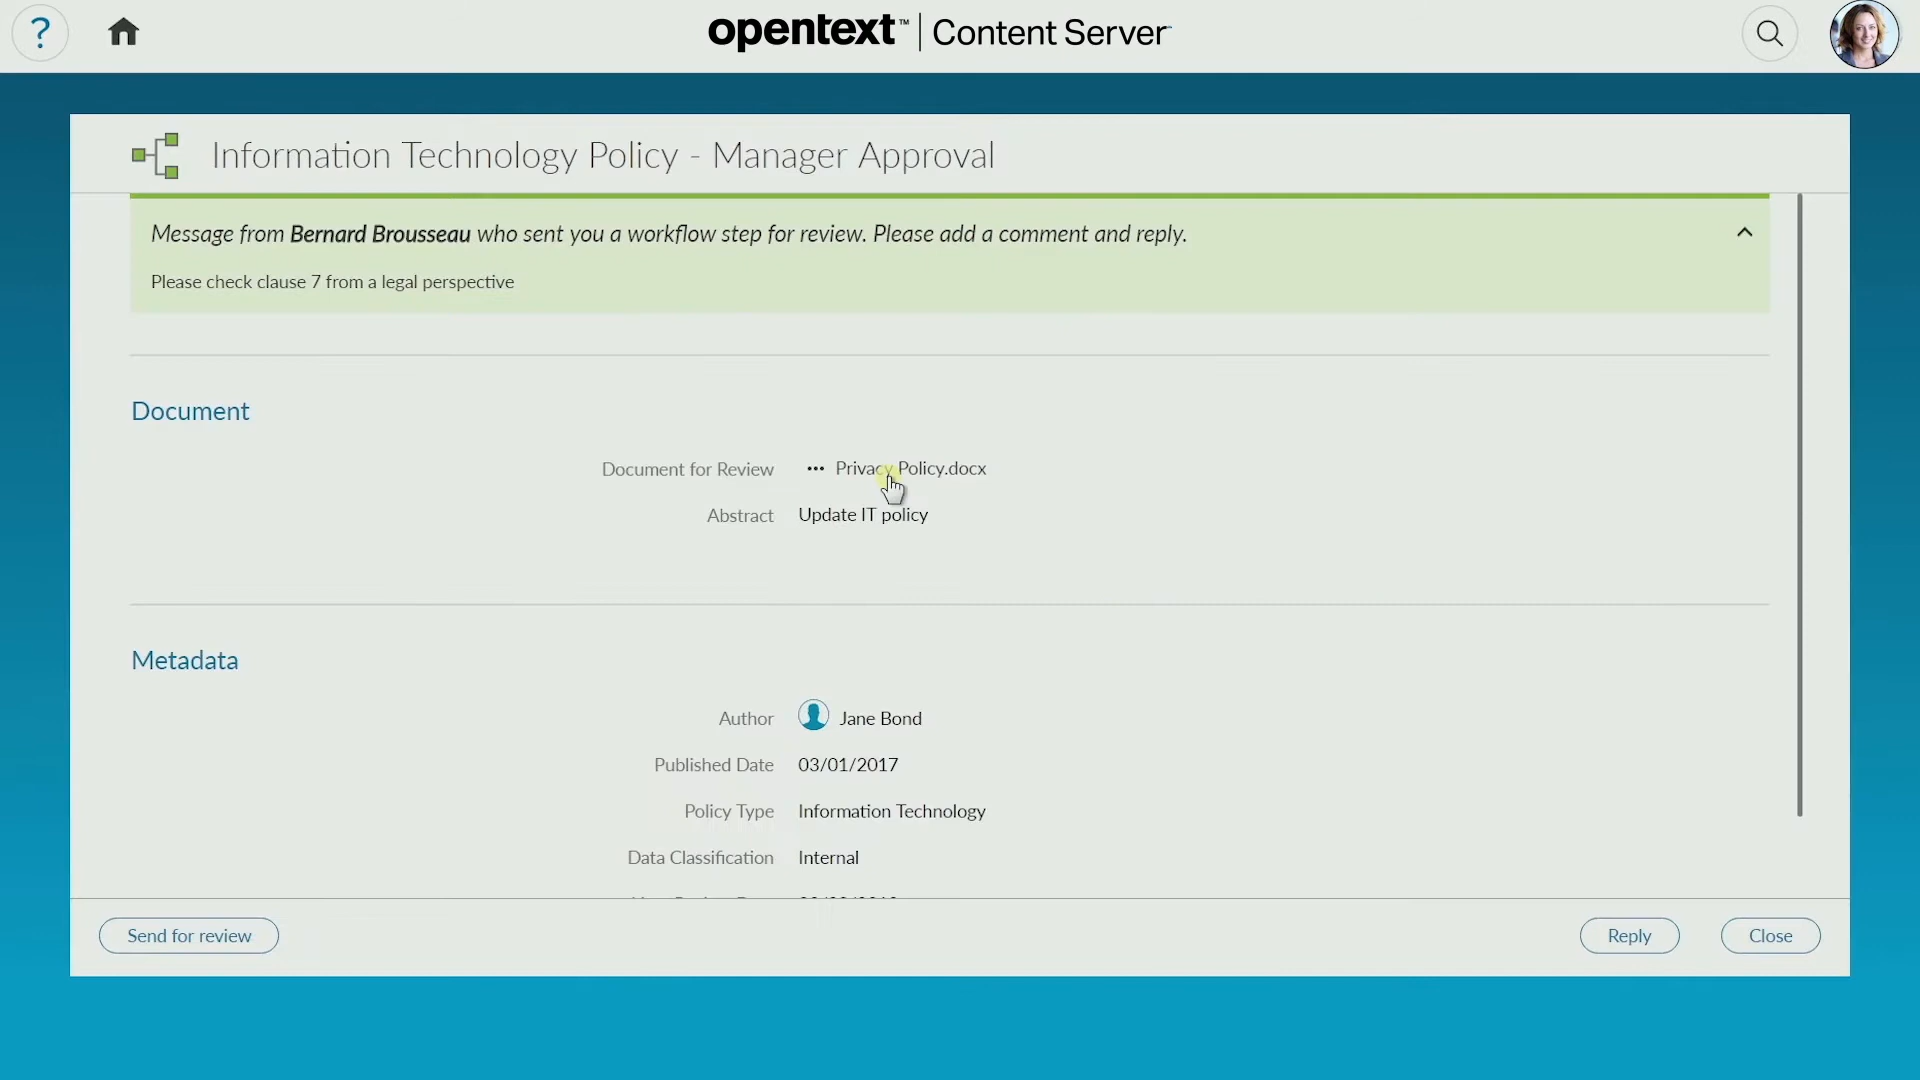 ?
opentext™ | Content Server
Information Technology Policy - Manager Approval
Message from Bernard Brousseau who sent you a workflow step for review. Please add a comment and reply.
Please check clause 7 from a legal perspective
Document
Document for Review ••• Privacy Policy.docx
Abstract Update IT policy
Metadata
Author Jane Bond
Published Date 03/01/2017
Policy Type Information Technology
Data Classification Internal
Send for review Reply Close